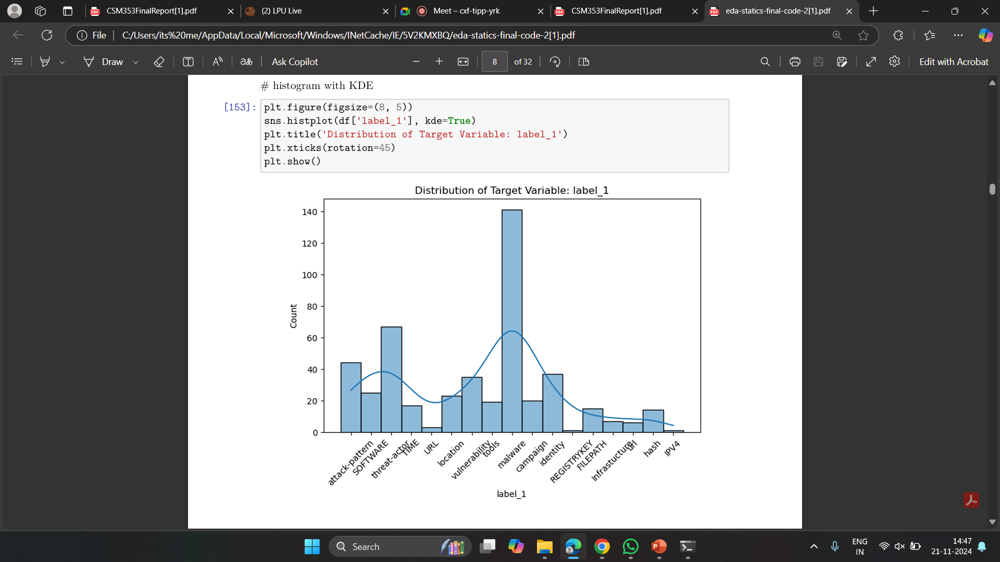 CSM353FinalReport[1].pdf
(2) LPU Live
Meet – cxf-tipp-yrk
CSM353FinalReport[1].pdf
eda-statics-final-code-2[1].pdf
File
C:/Users/its%20me/AppData/Local/Microsoft/Windows/INetCache/IE/5V2KMXBQ/eda-statics-final-code-2[1].pdf
Draw
Ask Copilot
8 of 32
Edit with Acrobat
# histogram with KDE
[153]: plt.figure(figsize=(8, 5))
sns.histplot(df['label_1'], kde=True)
plt.title('Distribution of Target Variable: label_1')
plt.xticks(rotation=45)
plt.show()
Distribution of Target Variable: label_1
140
120
100
80
60
40
20
0
Count
attack-pattern
SOFTWARE
threat-actor
TIME
URL
location
vulnerability
tools
malware
campaign
identity
REGISTRYKEY
FILEPATH
Infrastucture
url
hash
IPV4
label_1
Search
ENG
IN
14:47
21-11-2024